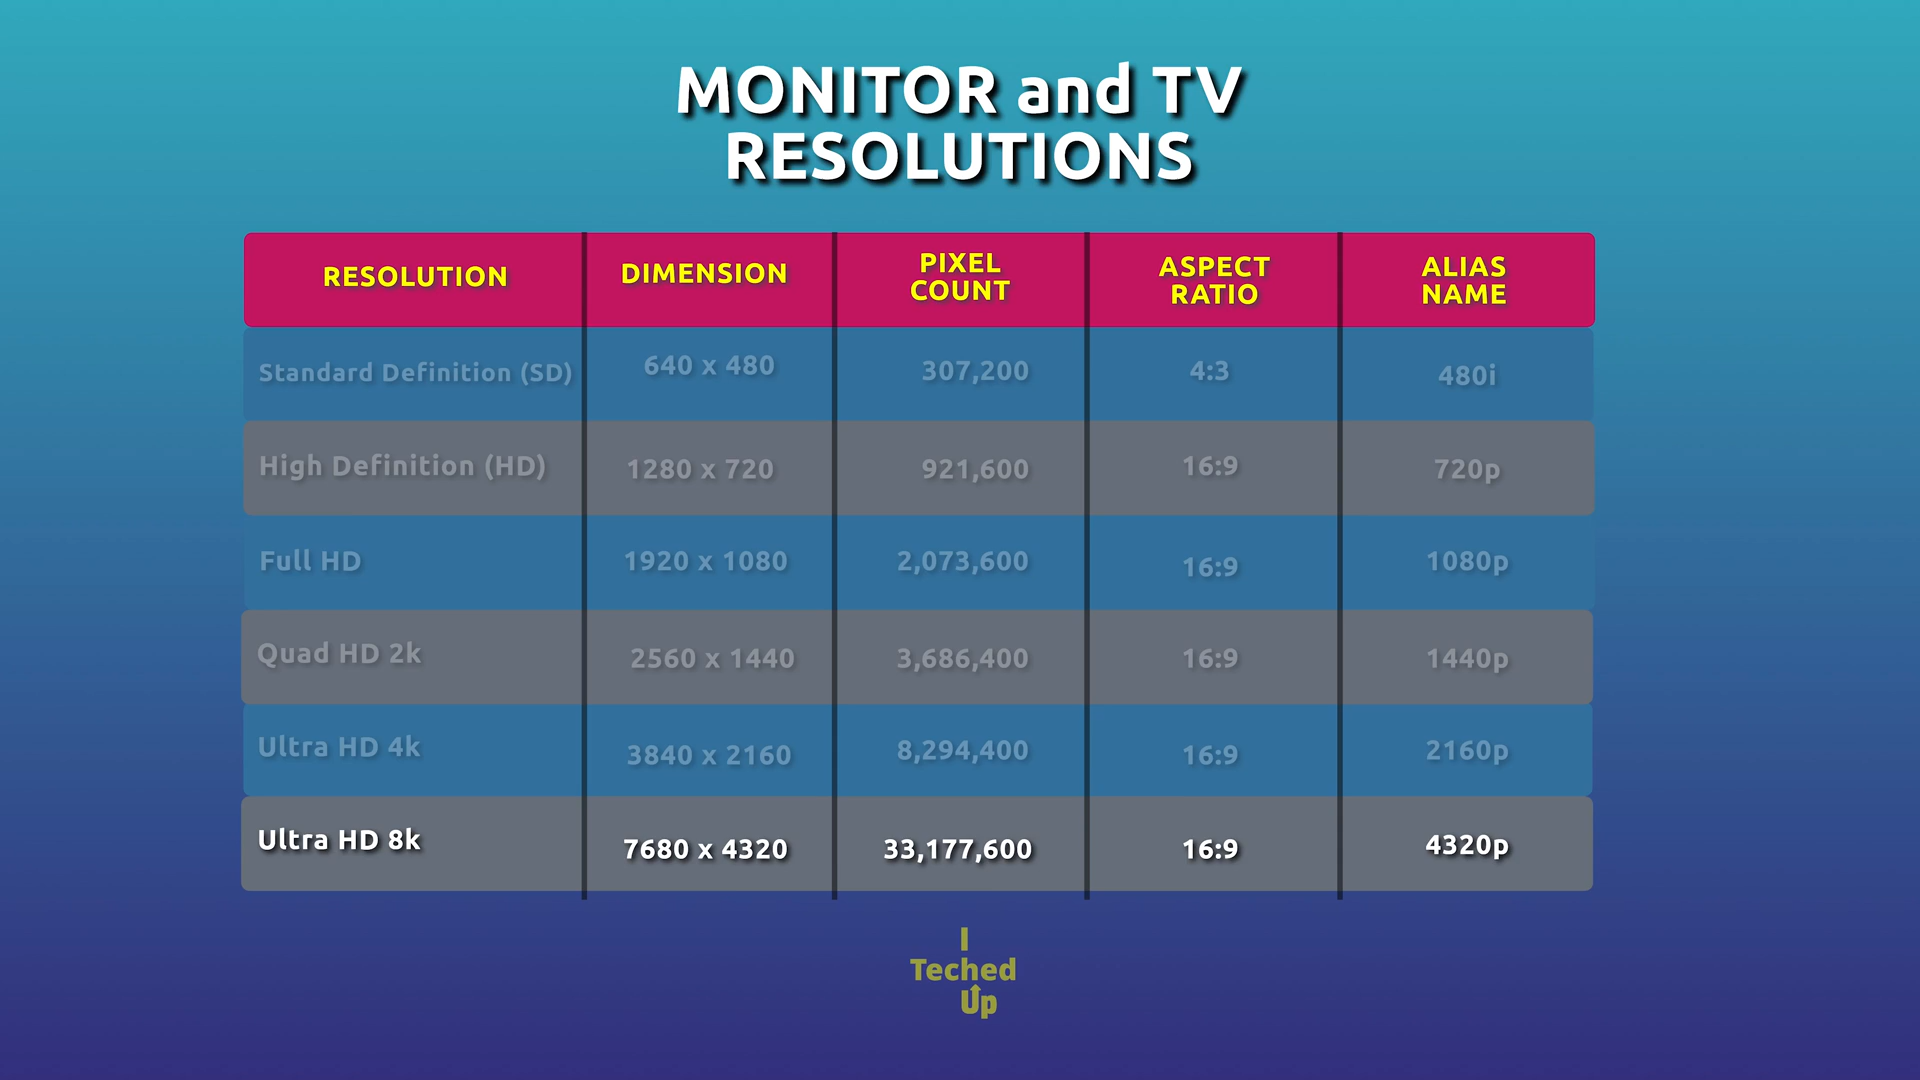 MONITOR and TV
RESOLUTIONS
RESOLUTION DIMENSION PIXEL COUNT ASPECT RATIO ALIAS NAME
Standard Definition (SD) 640 x 480 307,200 4:3 480i
High Definition (HD) 1280 x 720 921,600 16:9 720p
Full HD 1920 x 1080 2,073,600 16:9 1080p
Quad HD 2k 2560 x 1440 3,686,400 16:9 1440p
Ultra HD 4k 3840 x 2160 8,294,400 16:9 2160p
Ultra HD 8k 7680 x 4320 33,177,600 16:9 4320p
I
Teched
Up